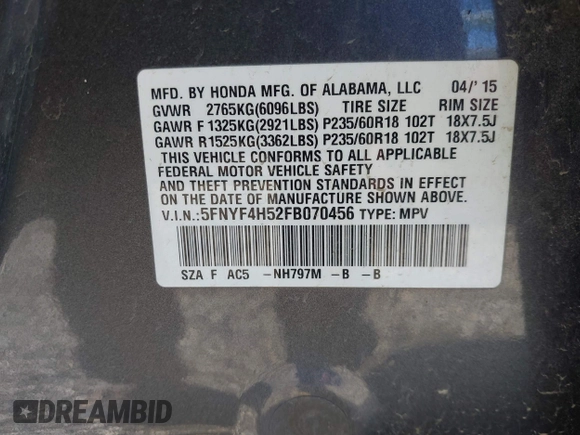 MFD. BY HONDA MFG. OF ALABAMA, LLC 04/' 15
GVWR 2765KG(6096LBS) TIRE SIZE RIM SIZE
GAWR F 1325KG(2921LBS) P235/60R18 102T 18X7.5J
GAWR R1525KG(3362LBS) P235/60R18 102T 18X7.5J
THIS VEHICLE CONFORMS TO ALL APPLICABLE
FEDERAL MOTOR VEHICLE SAFETY
AND THEFT PREVENTION STANDARDS IN EFFECT
ON THE DATE OF MANUFACTURE SHOWN ABOVE.
V.I.N.:5FNYF4H52FB070456 TYPE: MPV
SZA F AC5 -NH797M -B -B
DREAMBID